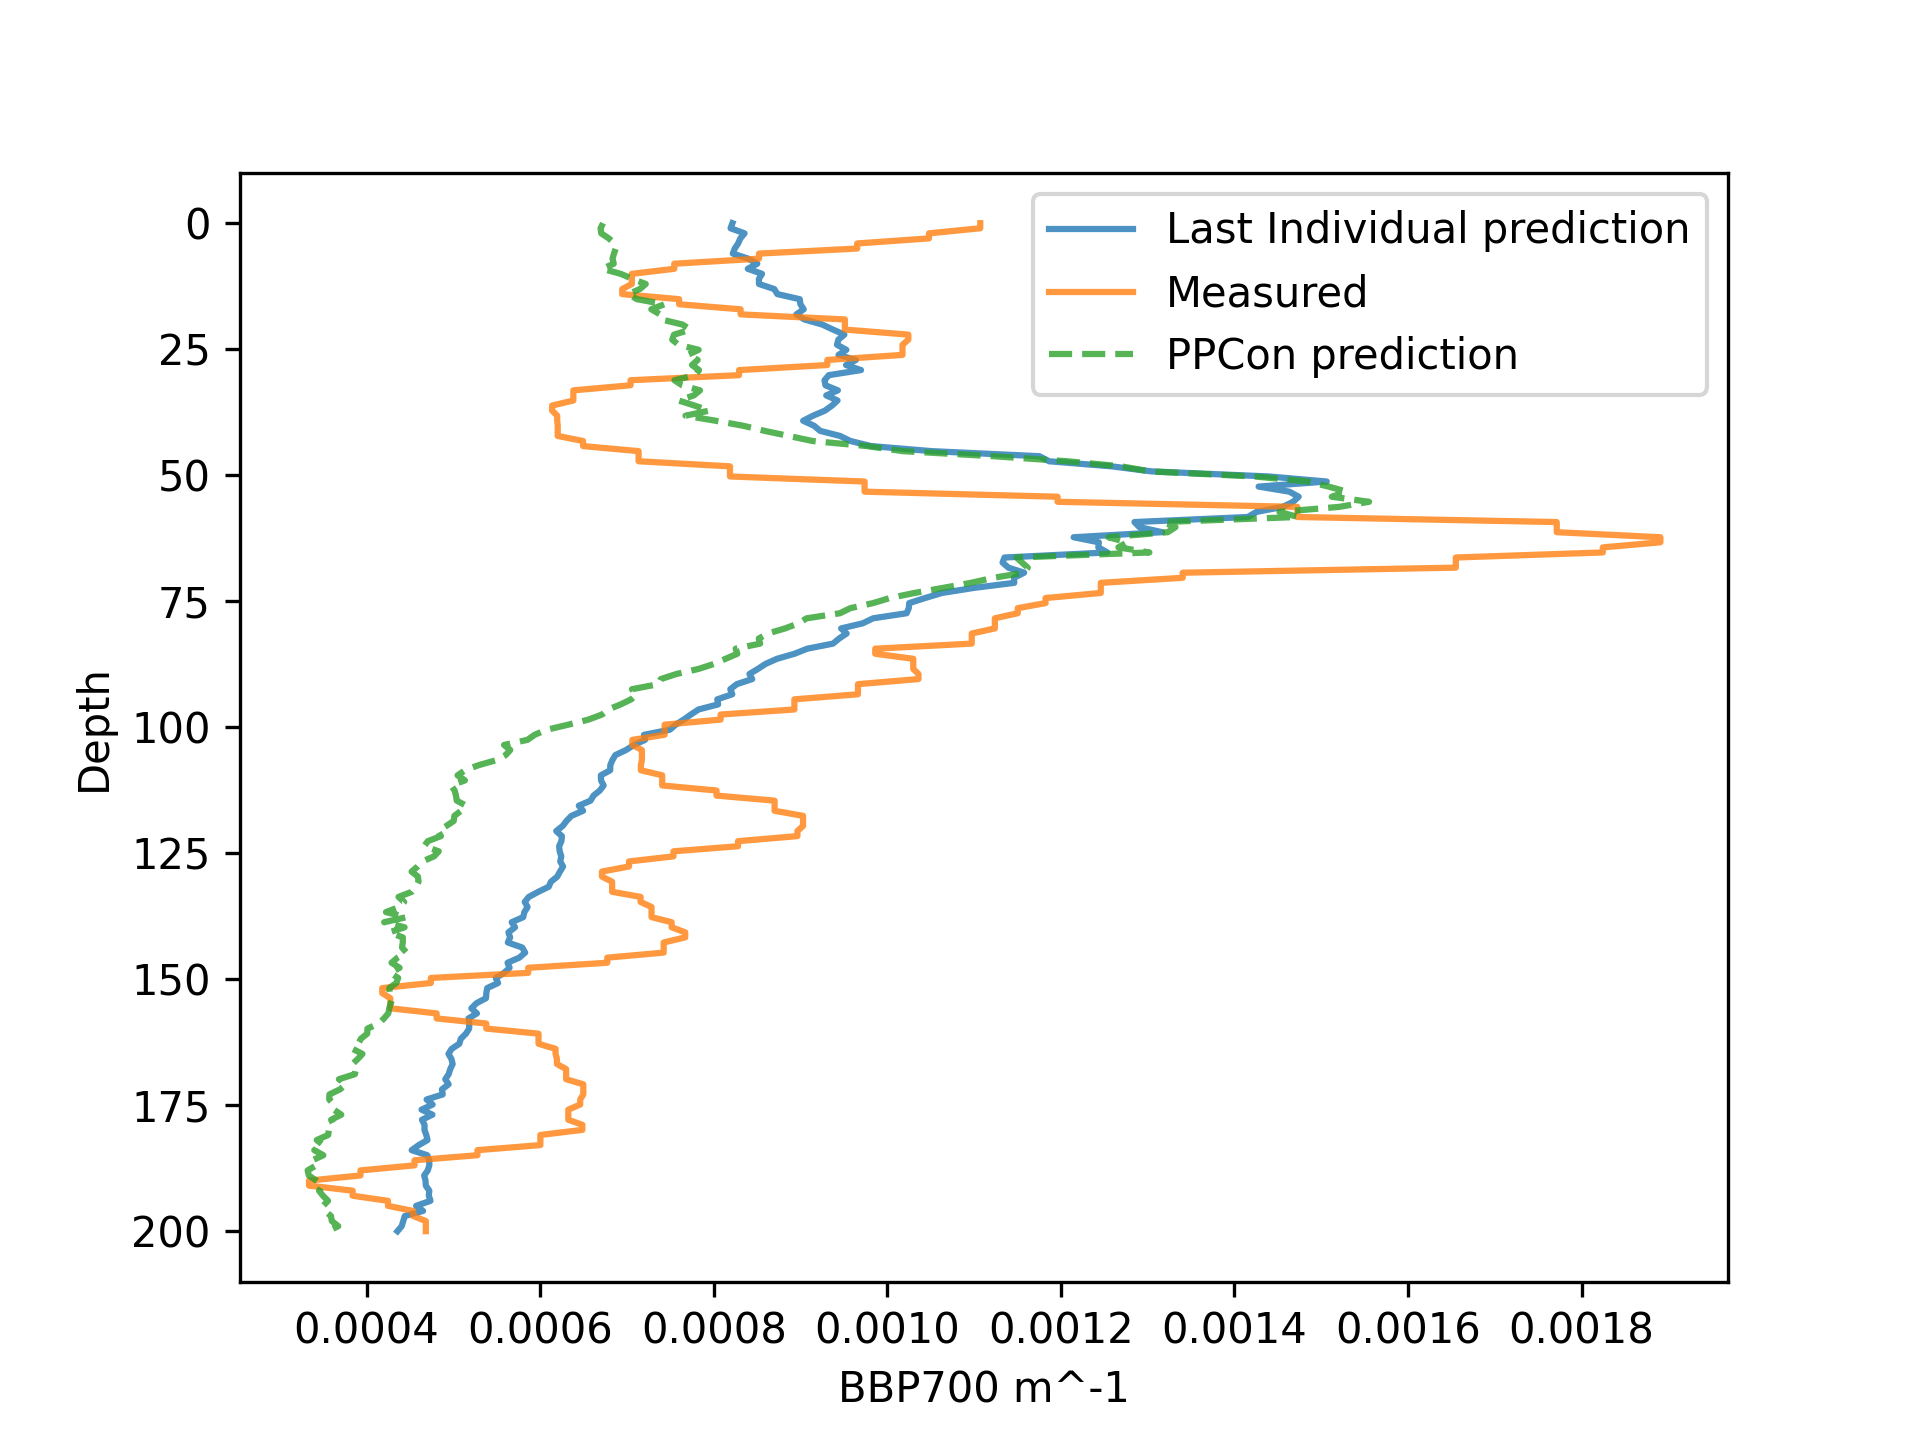 Last Individual prediction
Measured
PPCon prediction
0
25
50
75
100
125
150
175
200
Depth
0.0004 0.0006 0.0008 0.0010 0.0012 0.0014 0.0016 0.0018
BBP700 m^-1